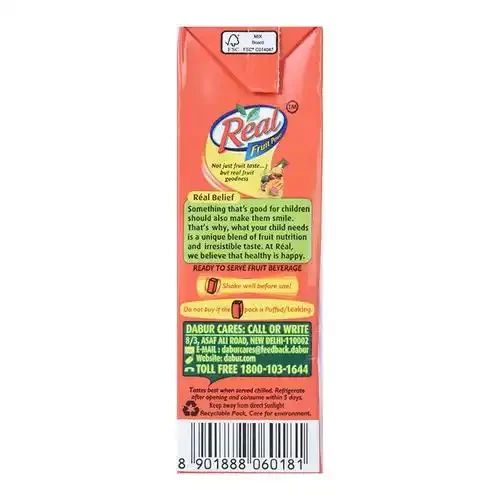 MIX
Board
FSC
FSC® C014047
Réal
Fruit Power
Not just fruit taste...
but real fruit
goodness
Réal Belief
Something that's good for children
should also make them smile.
That's why, what your child needs
is a unique blend of fruit nutrition
and irresistible taste. At Réal,
we believe that healthy is happy.
READY TO SERVE FRUIT BEVERAGE
Shake well before use!
Do not buy if the pack is Puffed/Leaking.
DABUR CARES: CALL OR WRITE
8/3, ASAF ALI ROAD, NEW DELHI-110002
E-MAIL : daburcares@feedback.dabur
Website: dabur.com
TOLL FREE 1800-103-1644
Tastes best when served chilled. Refrigerate
after opening and consume within 5 days.
Keep away from direct Sunlight
Recyclable Pack, Care for environment.
8 901888 060181